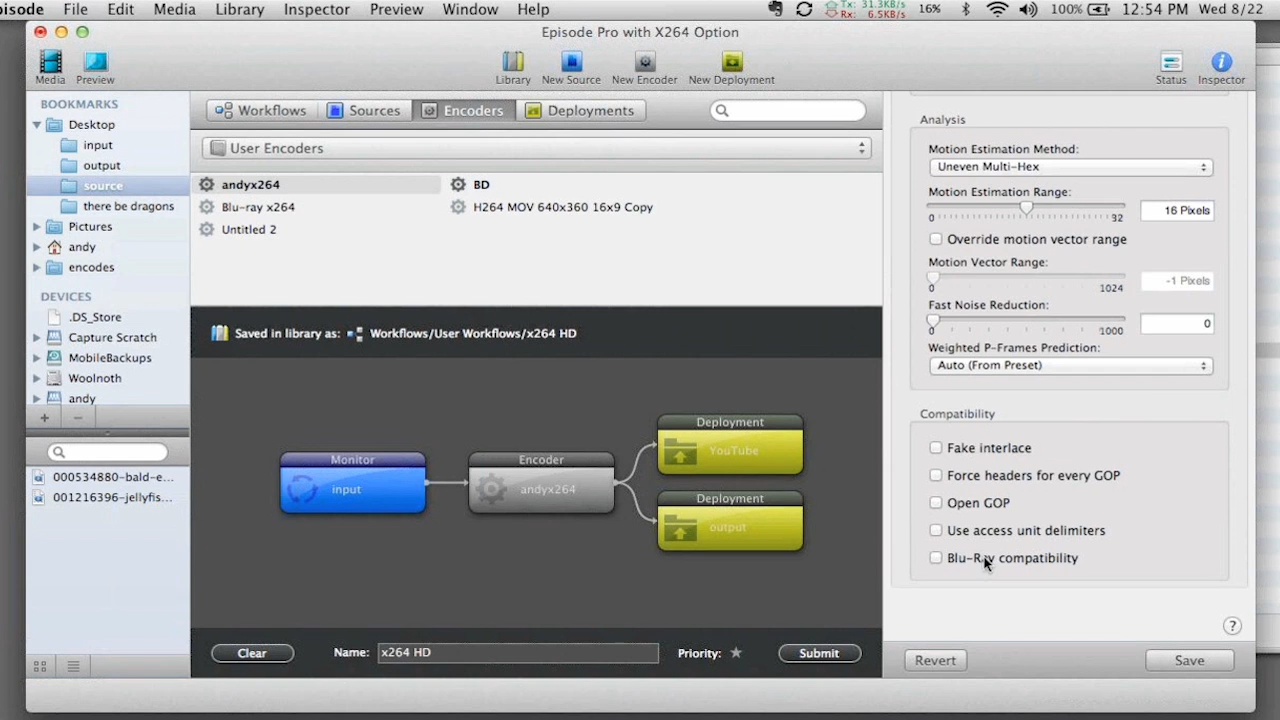 pisode File Edit Media Library Inspector Preview Window Help Tx: 31.3KB/s Rx: 6.5KB/s 16% 100% 12:54 PM Wed 8/22
Episode Pro with X264 Option
Media Preview Library New Source New Encoder New Deployment Status Inspector
BOOKMARKS
Desktop
input
output
source
there be dragons
Pictures
andy
encodes
DEVICES
.DS_Store
Capture Scratch
MobileBackups
Woolnoth
andy
+ −
000534880-bald-e...
001216396-jellyfis...
Workflows Sources Encoders Deployments
User Encoders
andyx264 BD
Blu-ray x264 H264 MOV 640x360 16x9 Copy
Untitled 2
Saved in library as: Workflows/User Workflows/x264 HD
Monitor
input
Encoder
andyx264
Deployment
YouTube
Deployment
output
Clear Name: x264 HD Priority: ★ Submit
Analysis
Motion Estimation Method:
Uneven Multi-Hex
Motion Estimation Range:
0 32 16 Pixels
Override motion vector range
Motion Vector Range:
0 1024 -1 Pixels
Fast Noise Reduction:
0 1000 0
Weighted P-Frames Prediction:
Auto (From Preset)
Compatibility
Fake interlace
Force headers for every GOP
Open GOP
Use access unit delimiters
Blu-Ray compatibility
?
Revert Save